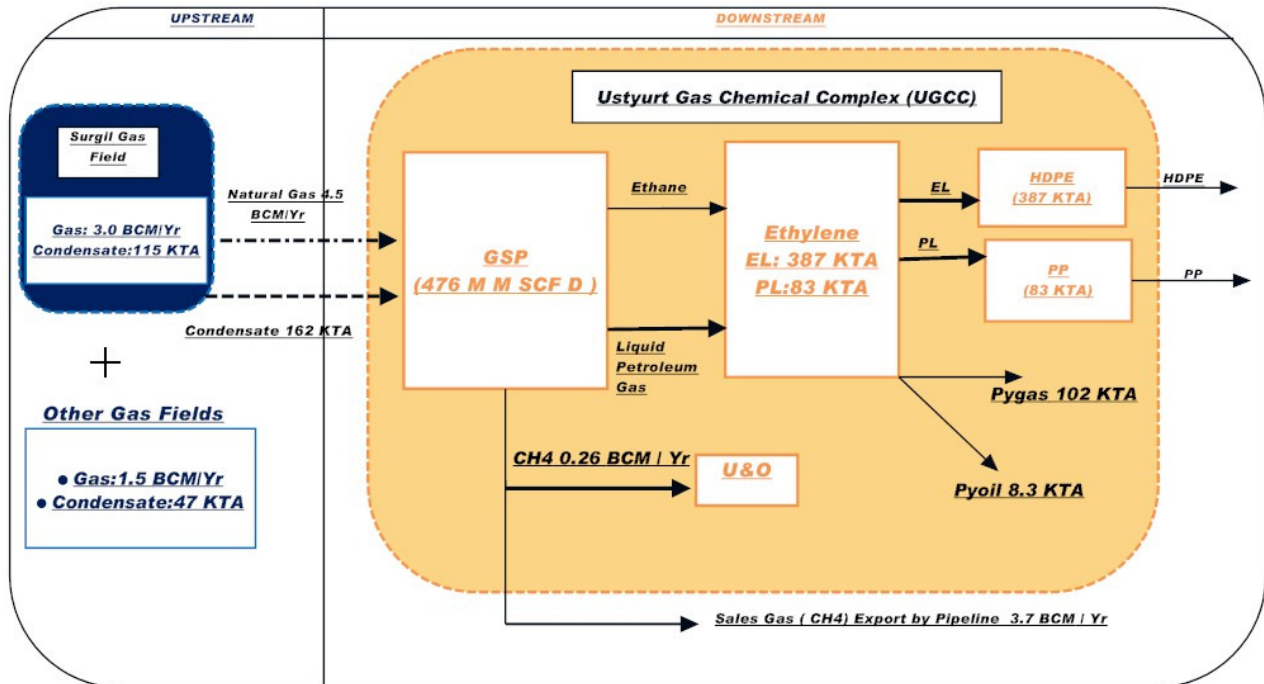 UPSTREAM
DOWNSTREAM
Ustyurt Gas Chemical Complex (UGCC)
Surgil Gas
Field
Gas: 3.0 BCM/Yr
Condensate:115 KTA
Natural Gas 4.5
BCM/Yr
Condensate 162 KTA
+
Other Gas Fields
● Gas:1.5 BCM/Yr
● Condensate:47 KTA
GSP
(476 M M SCF D )
Ethane
Liquid
Petroleum
Gas
Ethylene
EL: 387 KTA
PL:83 KTA
EL
PL
HDPE
(387 KTA)
HDPE
PP
(83 KTA)
PP
Pygas 102 KTA
Pyoil 8.3 KTA
CH4 0.26 BCM / Yr
U&O
Sales Gas ( CH4) Export by Pipeline 3.7 BCM / Yr